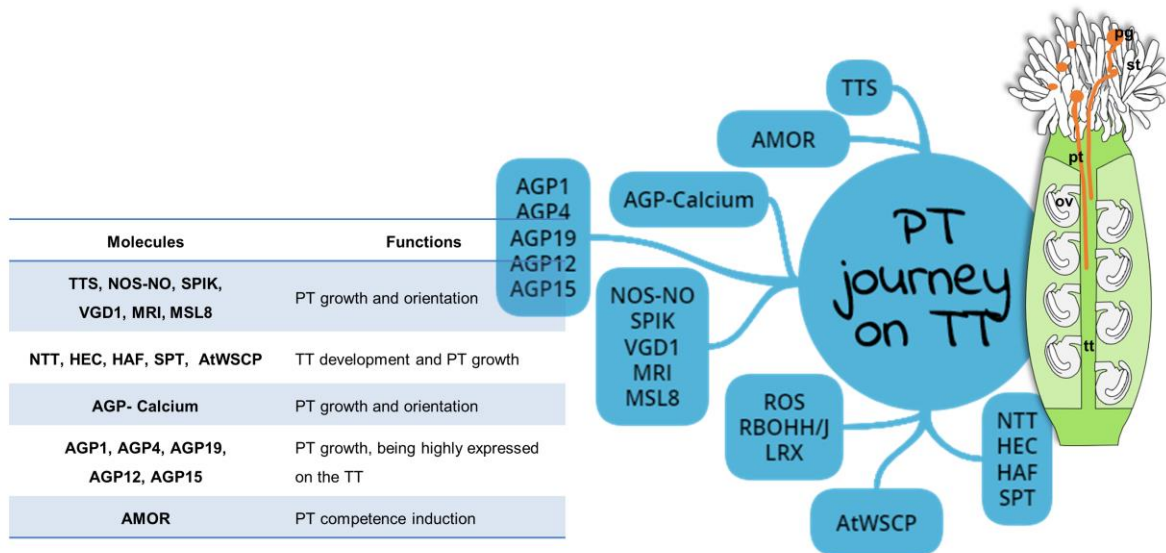 Molecules Functions
TTS, NOS-NO, SPIK,
VGD1, MRI, MSL8
PT growth and orientation
NTT, HEC, HAF, SPT, AtWSCP
TT development and PT growth
AGP- Calcium
PT growth and orientation
AGP1, AGP4, AGP19,
AGP12, AGP15
PT growth, being highly expressed
on the TT
AMOR
PT competence induction
AGP1
AGP4
AGP19
AGP12
AGP15
TTS
AMOR
AGP-Calcium
NOS-NO
SPIK
VGD1
MRI
MSL8
ROS
RBOHH/J
LRX
AtWSCP
NTT
HEC
HAF
SPT
PT
journey
on TT
pg
st
pt
ov
tt